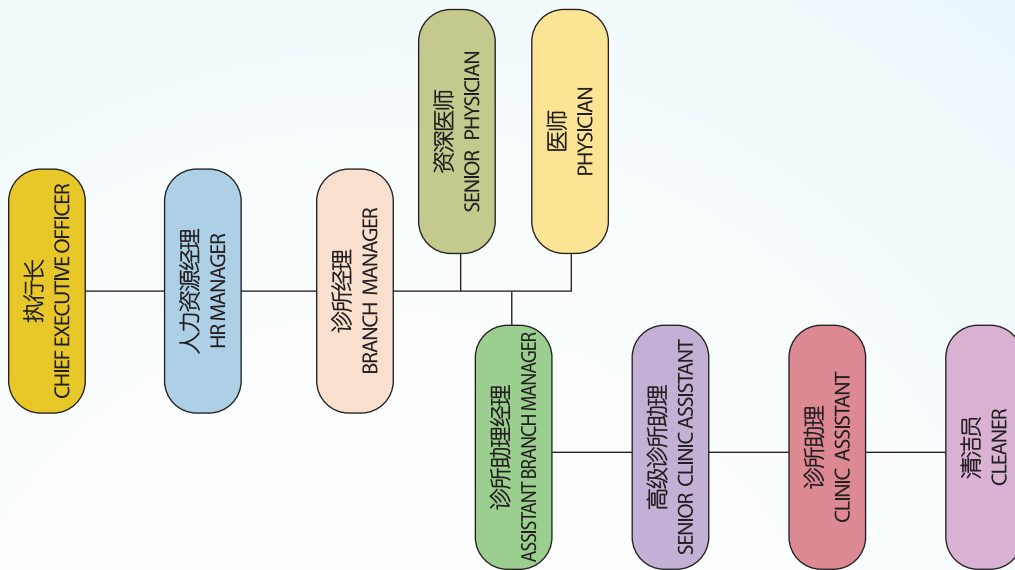 执行长
CHIEF EXECUTIVE OFFICER
人力资源经理
HR MANAGER
诊所经理
BRANCH MANAGER
资深医师
SENIOR PHYSICIAN
医师
PHYSICIAN
诊所助理经理
ASSISTANT BRANCH MANAGER
高级诊所助理
SENIOR CLINIC ASSISTANT
诊所助理
CLINIC ASSISTANT
清洁员
CLEANER